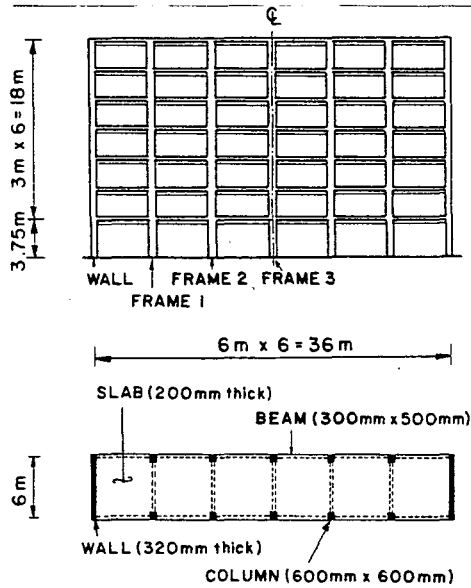 ℄
3m x 6 = 18m
3.75m
WALL
FRAME 2
FRAME 3
FRAME 1
6m x 6 = 36m
SLAB (200mm thick)
BEAM (300mm x 500mm)
6m
WALL (320mm thick)
COLUMN (600mm x 600mm)